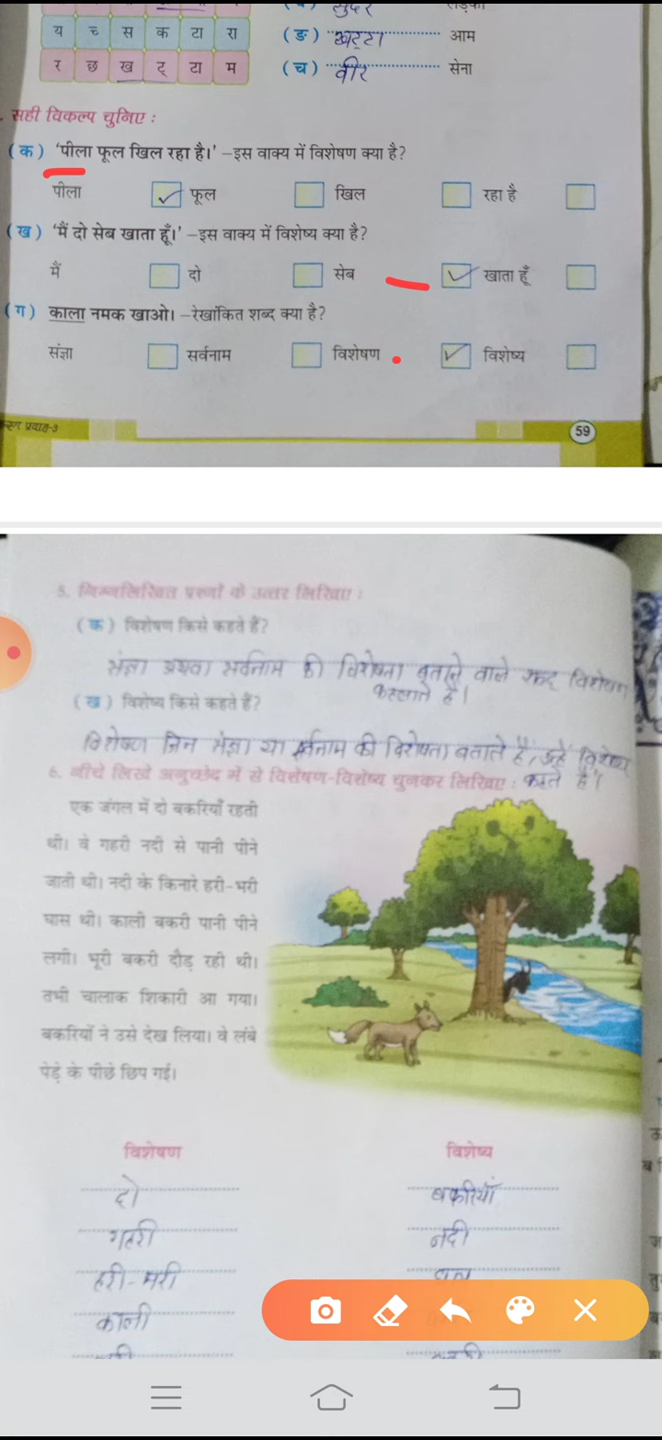 सुंदर
य च स क टा रा
(ङ) खट्टा आम
र छ ख ट् टा म
(च) वीर सेना
सही विकल्प चुनिए :
(क) 'पीला फूल खिल रहा है।' –इस वाक्य में विशेषण क्या है?
पीला फूल खिल रहा है
(ख) 'मैं दो सेब खाता हूँ।' –इस वाक्य में विशेष्य क्या है?
मैं दो सेब खाता हूँ
(ग) काला नमक खाओ। –रेखांकित शब्द क्या है?
संज्ञा सर्वनाम विशेषण विशेष्य
प्रवाह-3
59
5. निम्नलिखित प्रश्नों के उत्तर लिखिए :
(क) विशेषण किसे कहते हैं?
संज्ञा अथवा सर्वनाम की विशेषता बताने वाले शब्द विशेषण
कहलाते हैं।
(ख) विशेष्य किसे कहते हैं?
विशेषण जिन संज्ञा या सर्वनाम की विशेषता बताते हैं, उन्हें विशेष्य
6. नीचे लिखे अनुच्छेद में से विशेषण-विशेष्य चुनकर लिखिए : कहते हैं।
एक जंगल में दो बकरियाँ रहती
थी। वे गहरी नदी से पानी पीने
जाती थी। नदी के किनारे हरी-भरी
घास थी। काली बकरी पानी पीने
लगी। भूरी बकरी दौड़ रही थी।
तभी चालाक शिकारी आ गया।
बकरियों ने उसे देख लिया। वे लंबे
पेड़े के पीछे छिप गई।
विशेषण विशेष्य
दो बकरियाँ
गहरी नदी
हरी-भरी
काली